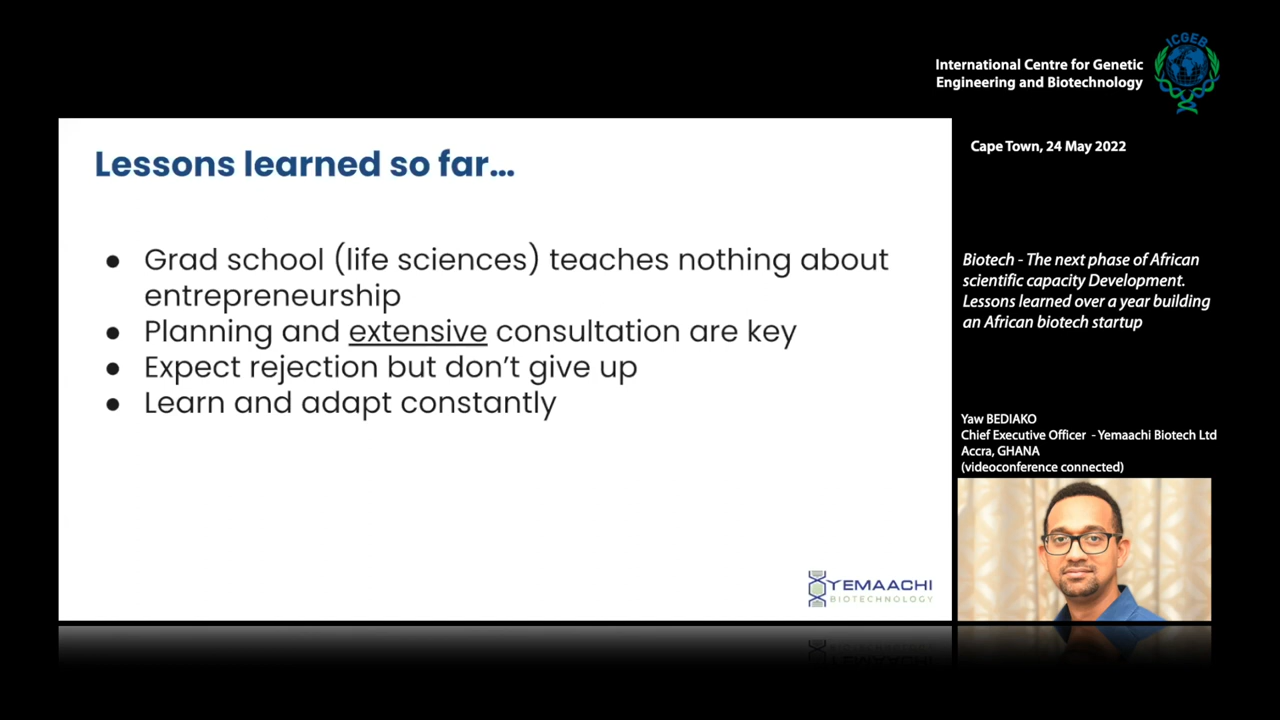 ICGEB
International Centre for Genetic
Engineering and Biotechnology
Cape Town, 24 May 2022
Lessons learned so far...
● Grad school (life sciences) teaches nothing about
entrepreneurship
● Planning and extensive consultation are key
● Expect rejection but don’t give up
● Learn and adapt constantly
YEMAACHI
BIOTECHNOLOGY
Biotech - The next phase of African
scientific capacity Development.
Lessons learned over a year building
an African biotech startup
Yaw BEDIAKO
Chief Executive Officer - Yemaachi Biotech Ltd
Accra, GHANA
(videoconference connected)